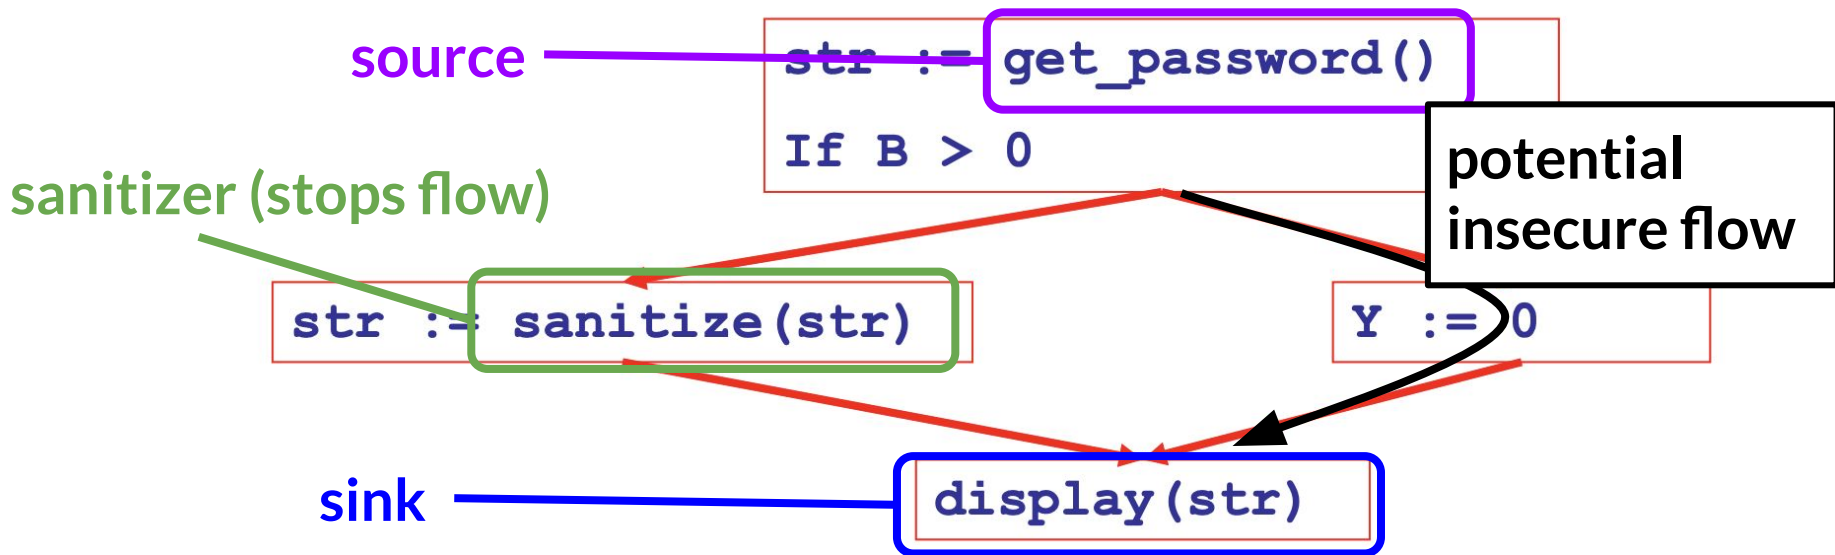 source
str := get_password()
If B > 0
potential
insecure flow
sanitizer (stops flow)
str := sanitize(str)
Y := 0
sink
display(str)